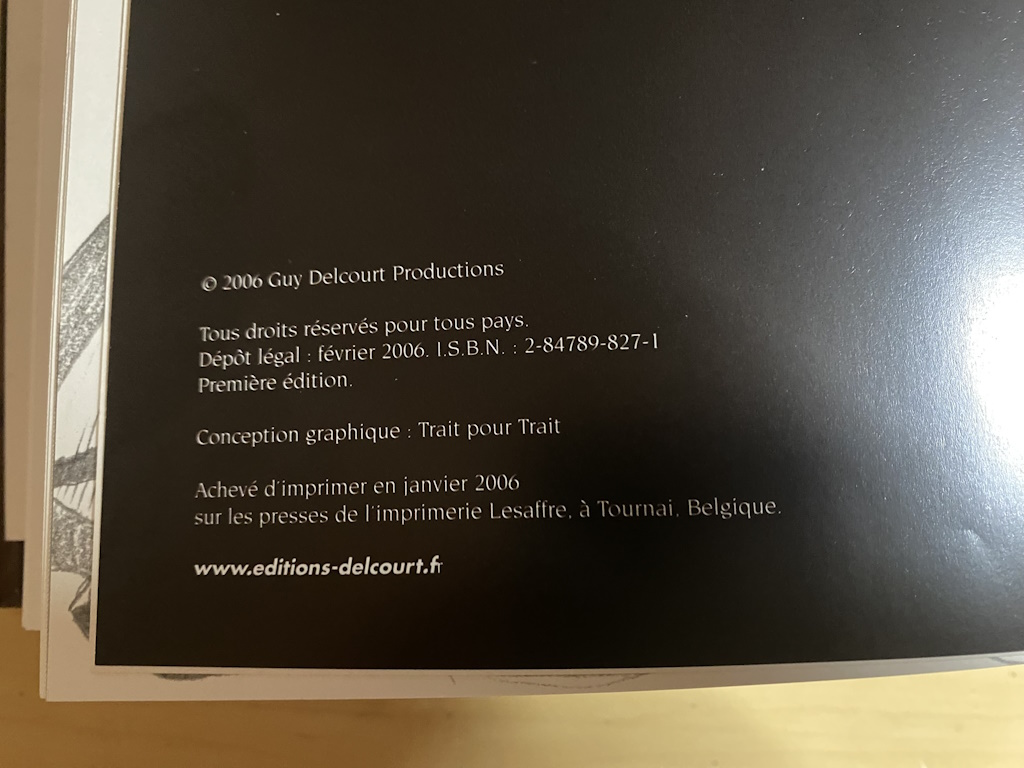 © 2006 Guy Delcourt Productions
Tous droits réservés pour tous pays.
Dépôt légal : février 2006. I.S.B.N. : 2-84789-827-1
Première édition.
Conception graphique : Trait pour Trait
Achevé d'imprimer en janvier 2006
sur les presses de l'imprimerie Lesaffre, à Tournai, Belgique.
www.editions-delcourt.fr